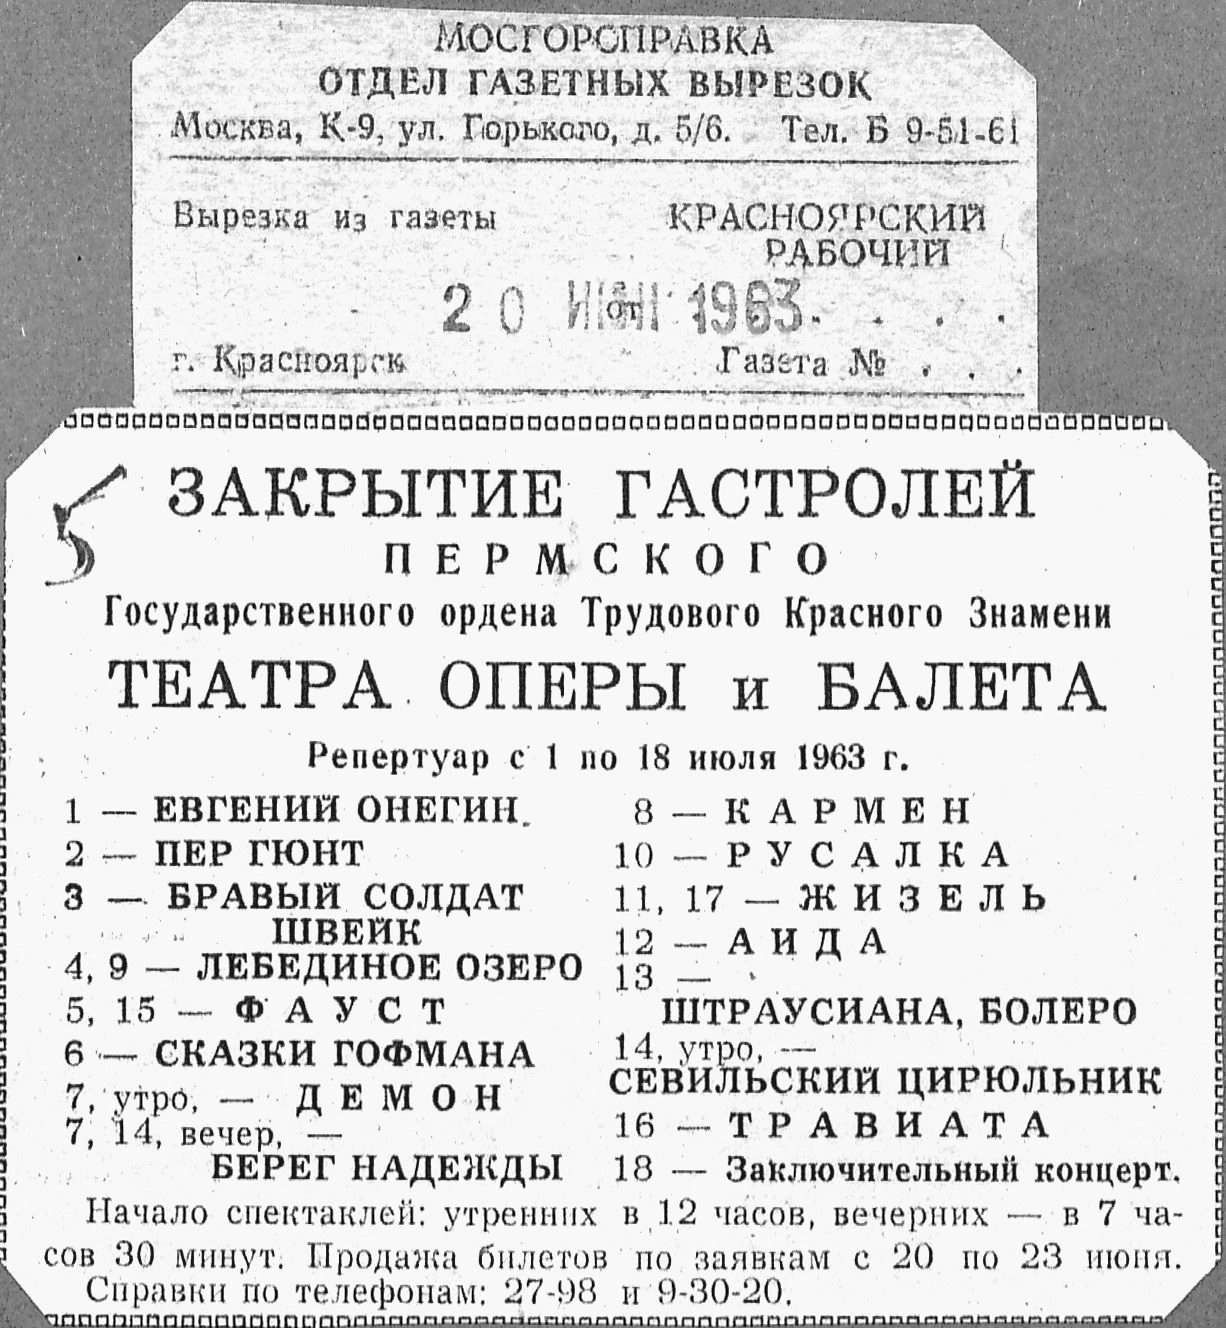 МОСГОРСПРАВКА
ОТДЕЛ ГАЗЕТНЫХ ВЫРЕЗОК
Москва, К-9, ул. Горького, д. 5/6. Тел. Б 9-51-61
Вырезка из газеты КРАСНОЯРСКИЙ
РАБОЧИЙ
от 20 ИЮН 1963. . . .
г. Красноярск Газета № . . .
5
ЗАКРЫТИЕ ГАСТРОЛЕЙ
ПЕРМСКОГО
Государственного ордена Трудового Красного Знамени
ТЕАТРА ОПЕРЫ и БАЛЕТА
Репертуар с 1 по 18 июля 1963 г.
1 — ЕВГЕНИЙ ОНЕГИН.
2 — ПЕР ГЮНТ
3 — БРАВЫЙ СОЛДАТ
ШВЕЙК
4, 9 — ЛЕБЕДИНОЕ ОЗЕРО
5, 15 — ФАУСТ
6 — СКАЗКИ ГОФМАНА
7, утро, — ДЕМОН
7, 14, вечер, —
БЕРЕГ НАДЕЖДЫ
8 — КАРМЕН
10 — РУСАЛКА
11, 17 — ЖИЗЕЛЬ
12 — АИДА
13 —
ШТРАУСИАНА, БОЛЕРО
14, утро, —
СЕВИЛЬСКИЙ ЦИРЮЛЬНИК
16 — ТРАВИАТА
18 — Заключительный концерт.
Начало спектаклей: утренних в 12 часов, вечерних — в 7 ча-
сов 30 минут. Продажа билетов по заявкам с 20 по 23 июня.
Справки по телефонам: 27-98 и 9-30-20.